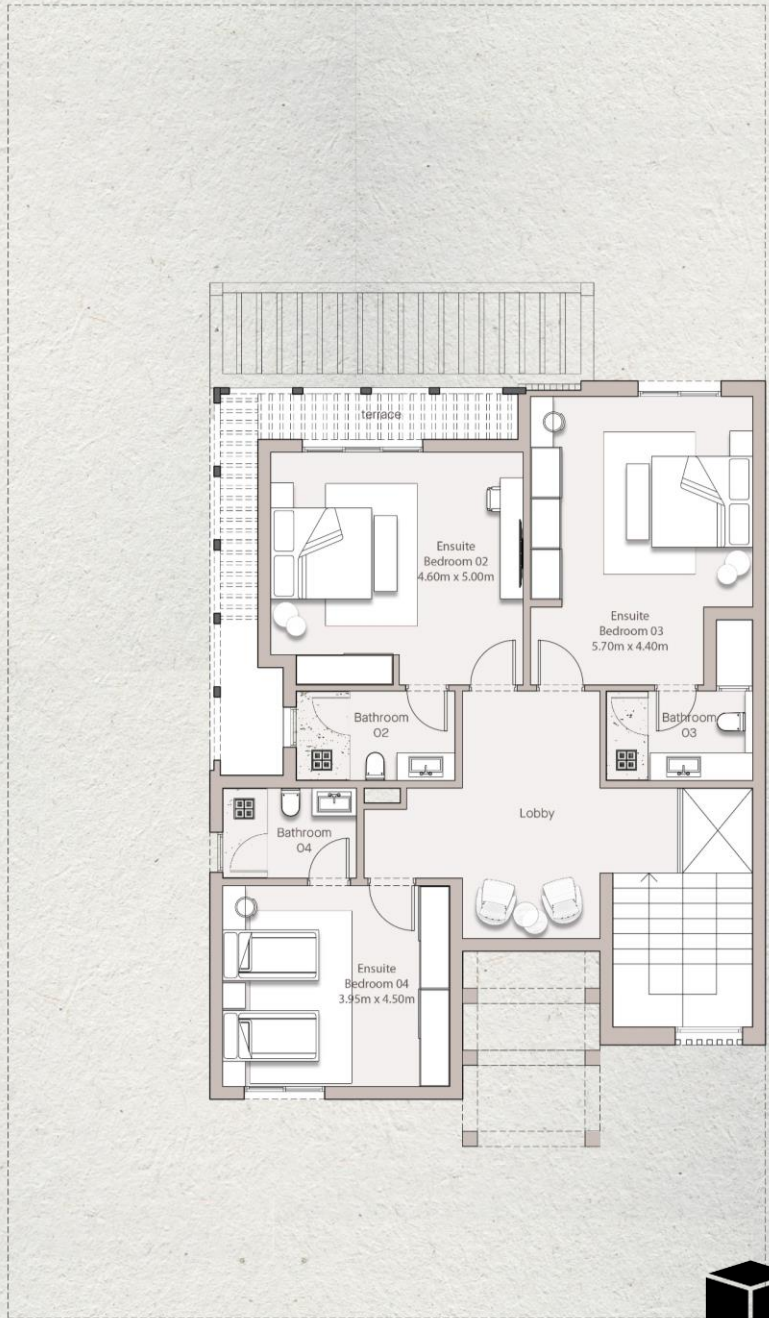 terrace
Ensuite
Bedroom 02
4.60m x 5.00m
Ensuite
Bedroom 03
5.70m x 4.40m
Bathroom
02
Bathroom
03
Lobby
Bathroom
04
Ensuite
Bedroom 04
3.95m x 4.50m